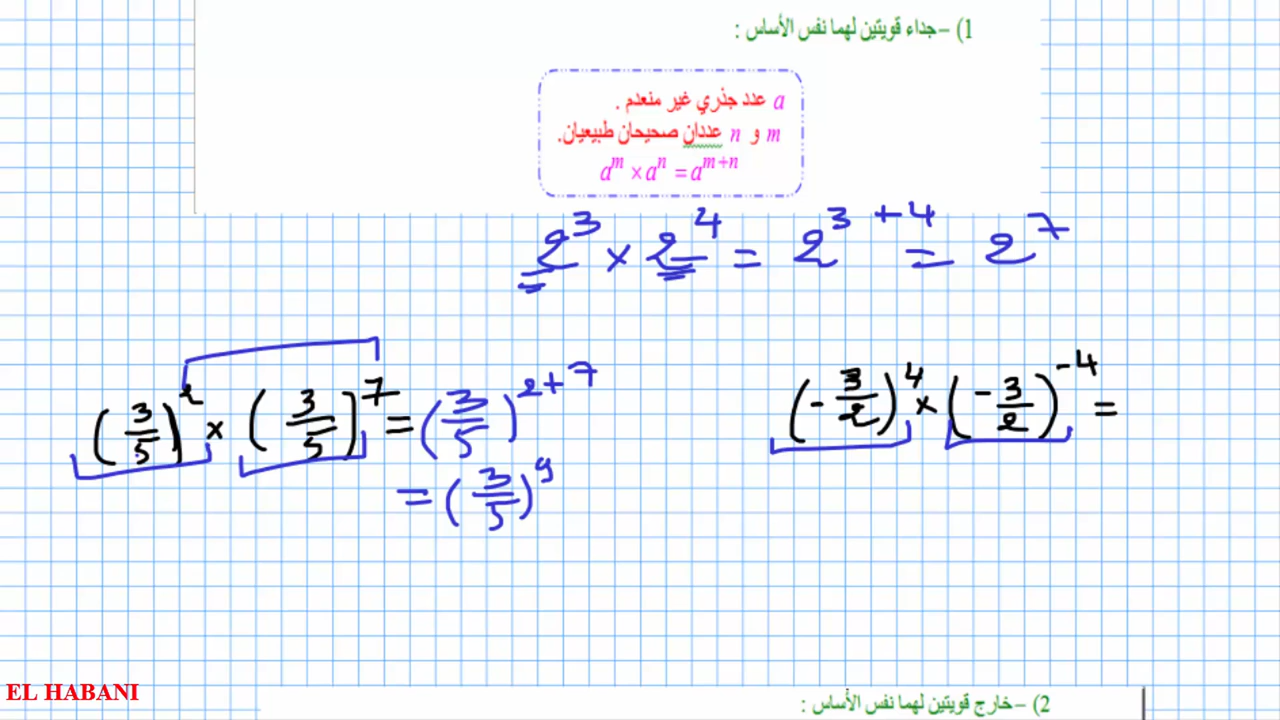 1) – جداء قويتين لهما نفس الأساس :
a عدد جذري غير منعدم .
m و n عددان صحيحان طبيعيان.
a^m × a^n = a^{m+n}
2^3 × 2^4 = 2^{3+4} = 2^7
(3/5)^2 × (3/5)^7 = (3/5)^{2+7}
= (3/5)^9
(-3/2)^4 × (-3/2)^{-4} =
EL HABANI
2) – خارج قويتين لهما نفس الأساس :